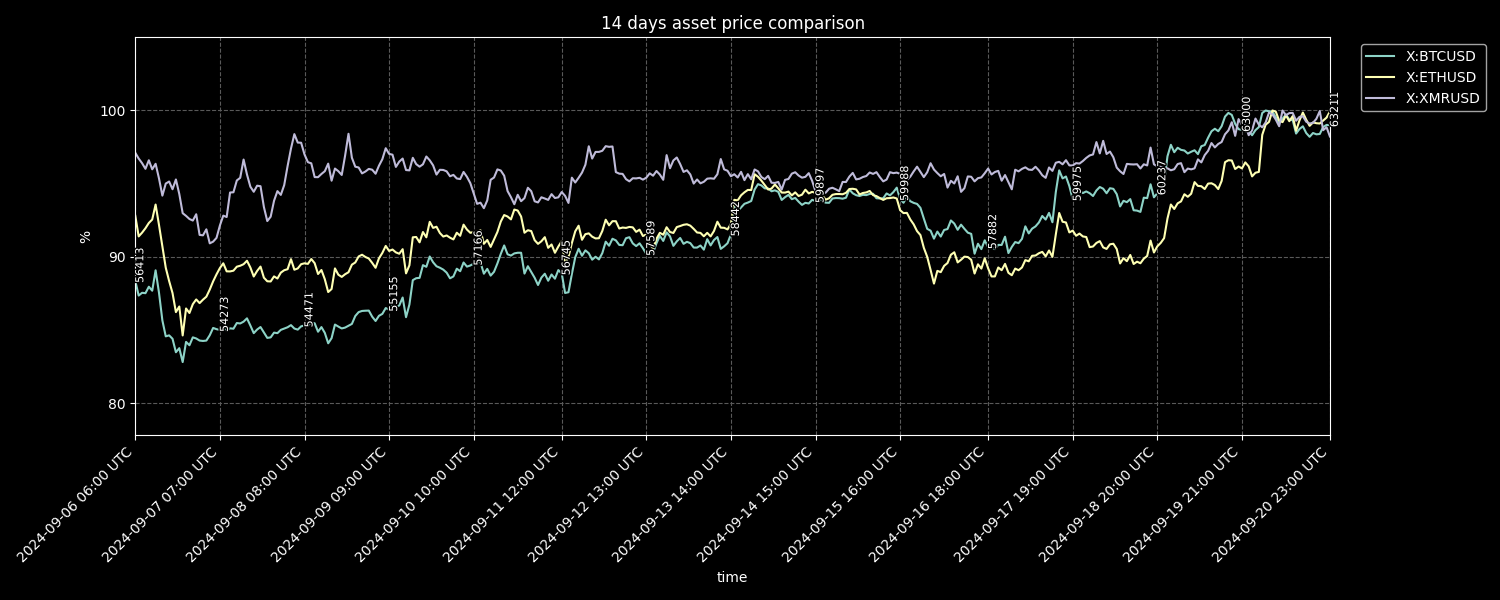 14 days asset price comparison
X:BTCUSD
X:ETHUSD
X:XMRUSD
%
100
90
80
56413
54273
54471
55155
57166
56745
57589
58442
59897
59988
57882
59975
60237
63000
63211
2024-09-06 06:00 UTC
2024-09-07 07:00 UTC
2024-09-08 08:00 UTC
2024-09-09 09:00 UTC
2024-09-10 10:00 UTC
2024-09-11 12:00 UTC
2024-09-12 13:00 UTC
2024-09-13 14:00 UTC
2024-09-14 15:00 UTC
2024-09-15 16:00 UTC
2024-09-16 18:00 UTC
2024-09-17 19:00 UTC
2024-09-18 20:00 UTC
2024-09-19 21:00 UTC
2024-09-20 23:00 UTC
time